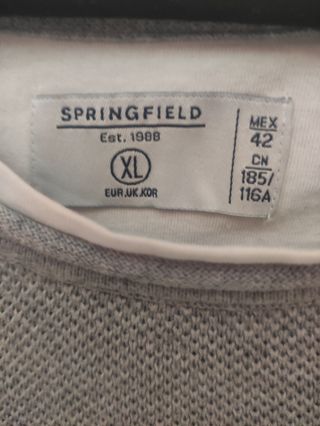 SPRINGFIELD
Est. 1988
XL
EUR.UK.KOR
MEX
42
CN
185/
116A